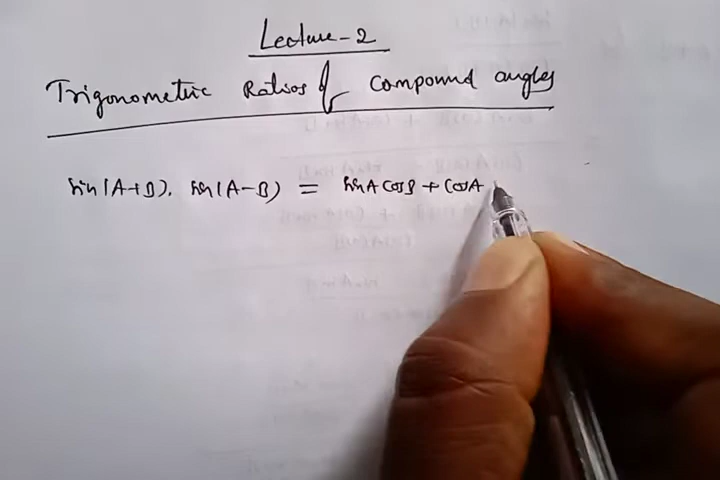 Lecture - 2
Trigonometric Ratios of compound angles
Sin(A+B). Sin(A-B) = SinA CosB + CosA